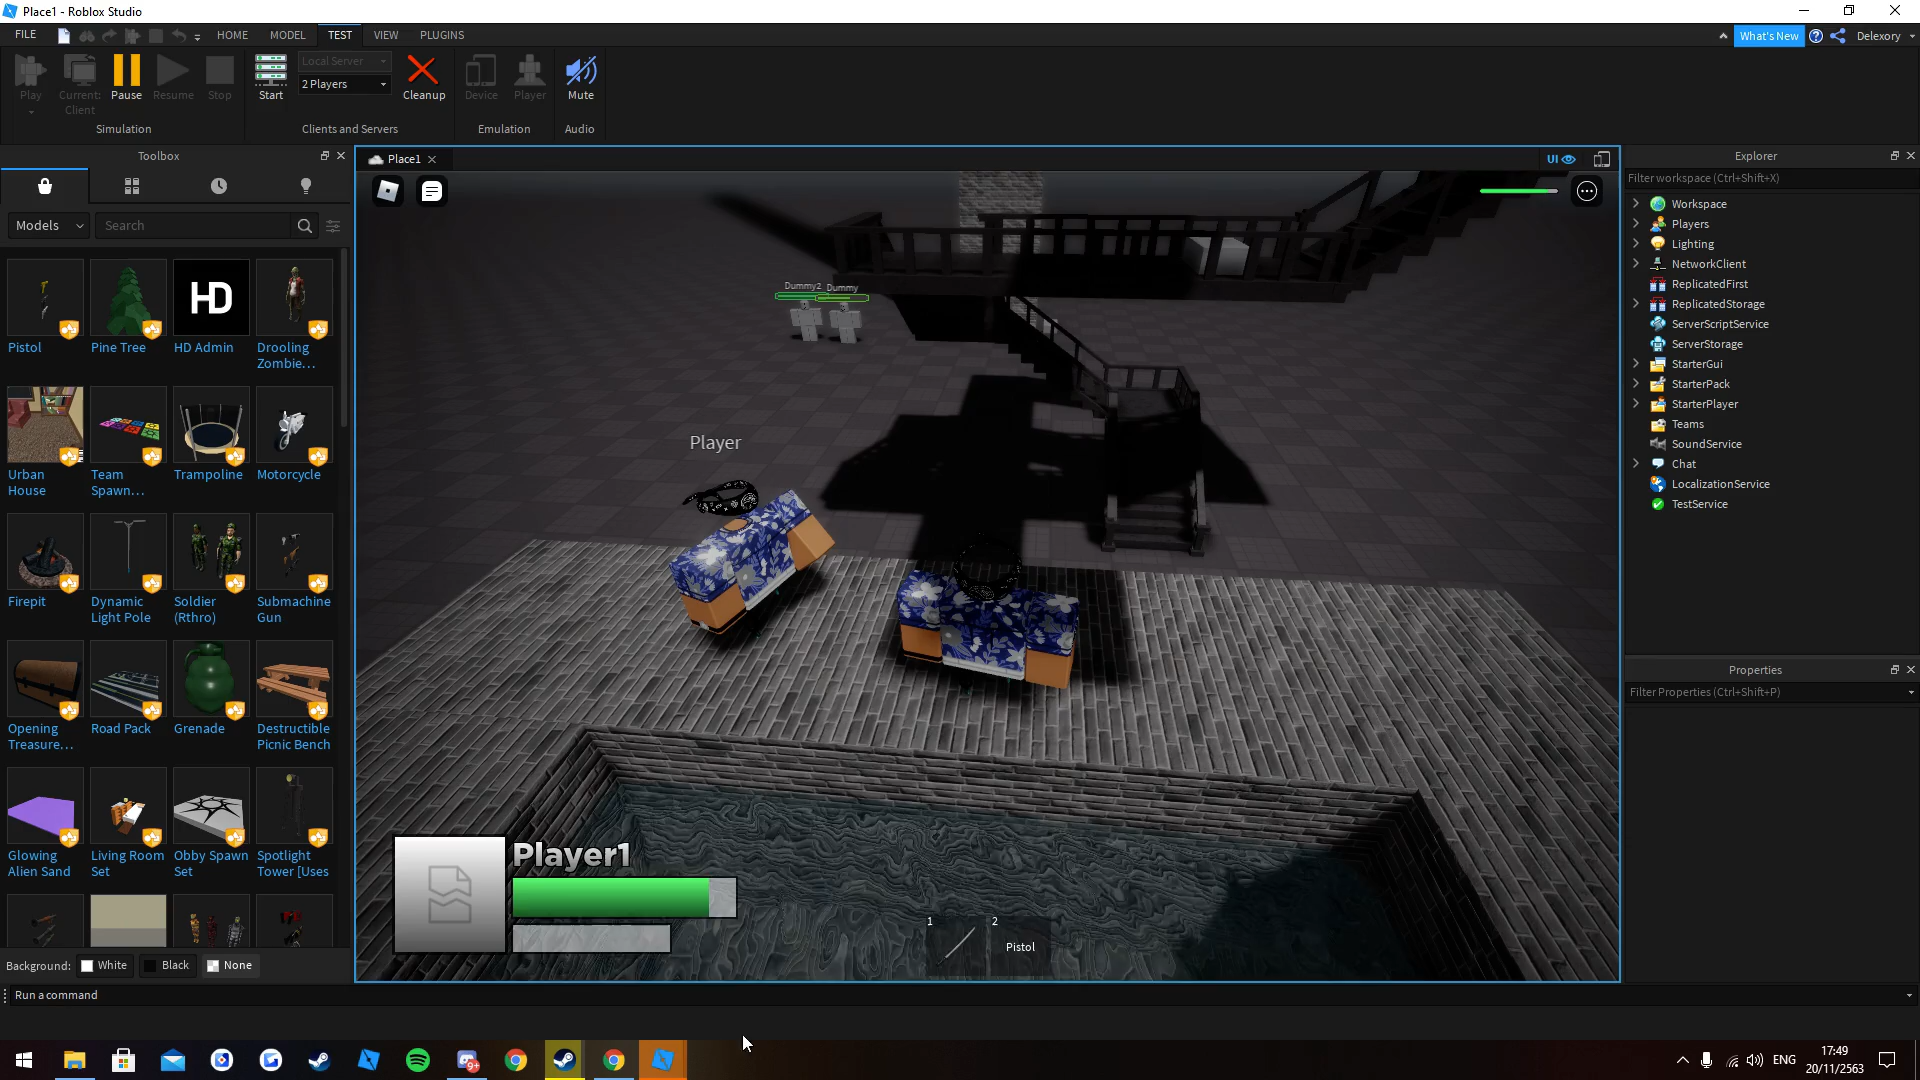 Place1 - Roblox Studio
FILE
HOME
MODEL
TEST
VIEW
PLUGINS
What's New
Delexory
Play
Current:
Client
Pause
Resume
Stop
Simulation
Start
Local Server
2 Players
Cleanup
Clients and Servers
Device
Player
Emulation
Mute
Audio
Toolbox
Models
Search
Pistol
Pine Tree
HD
HD Admin
Drooling
Zombie...
Urban
House
Team
Spawn...
Trampoline
Motorcycle
Firepit
Dynamic
Light Pole
Soldier
(Rthro)
Submachine
Gun
Opening
Treasure...
Road Pack
Grenade
Destructible
Picnic Bench
Glowing
Alien Sand
Living Room
Set
Obby Spawn
Set
Spotlight
Tower [Uses
Background:
White
Black
None
Place1
UI
Dummy2
Dummy
Player
Player1
1
2
Pistol
Explorer
Filter workspace (Ctrl+Shift+X)
Workspace
Players
Lighting
NetworkClient
ReplicatedFirst
ReplicatedStorage
ServerScriptService
ServerStorage
StarterGui
StarterPack
StarterPlayer
Teams
SoundService
Chat
LocalizationService
TestService
Properties
Filter Properties (Ctrl+Shift+P)
Run a command
9+
ENG
17:49
20/11/2563